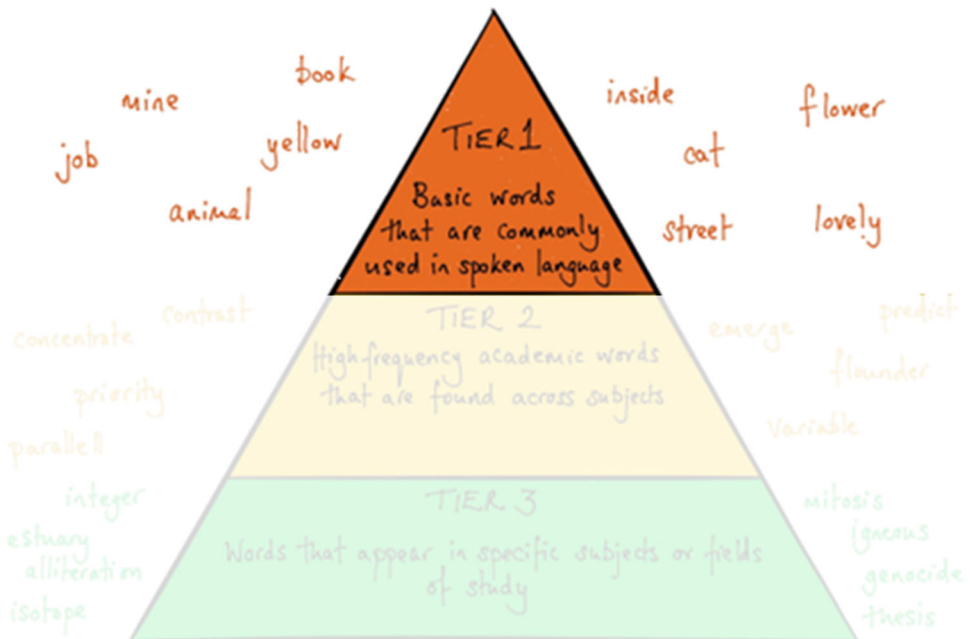 book
mine
job
yellow
animal
inside
flower
cat
street
lovely
TIER 1
Basic words
that are commonly
used in spoken language
contrast
concentrate
priority
parallell
emerge
predict
flounder
variable
TIER 2
High-frequency academic words
that are found across subjects
integer
estuary
alliteration
isotope
mitosis
igneous
genocide
thesis
TIER 3
Words that appear in specific subjects or fields
of study